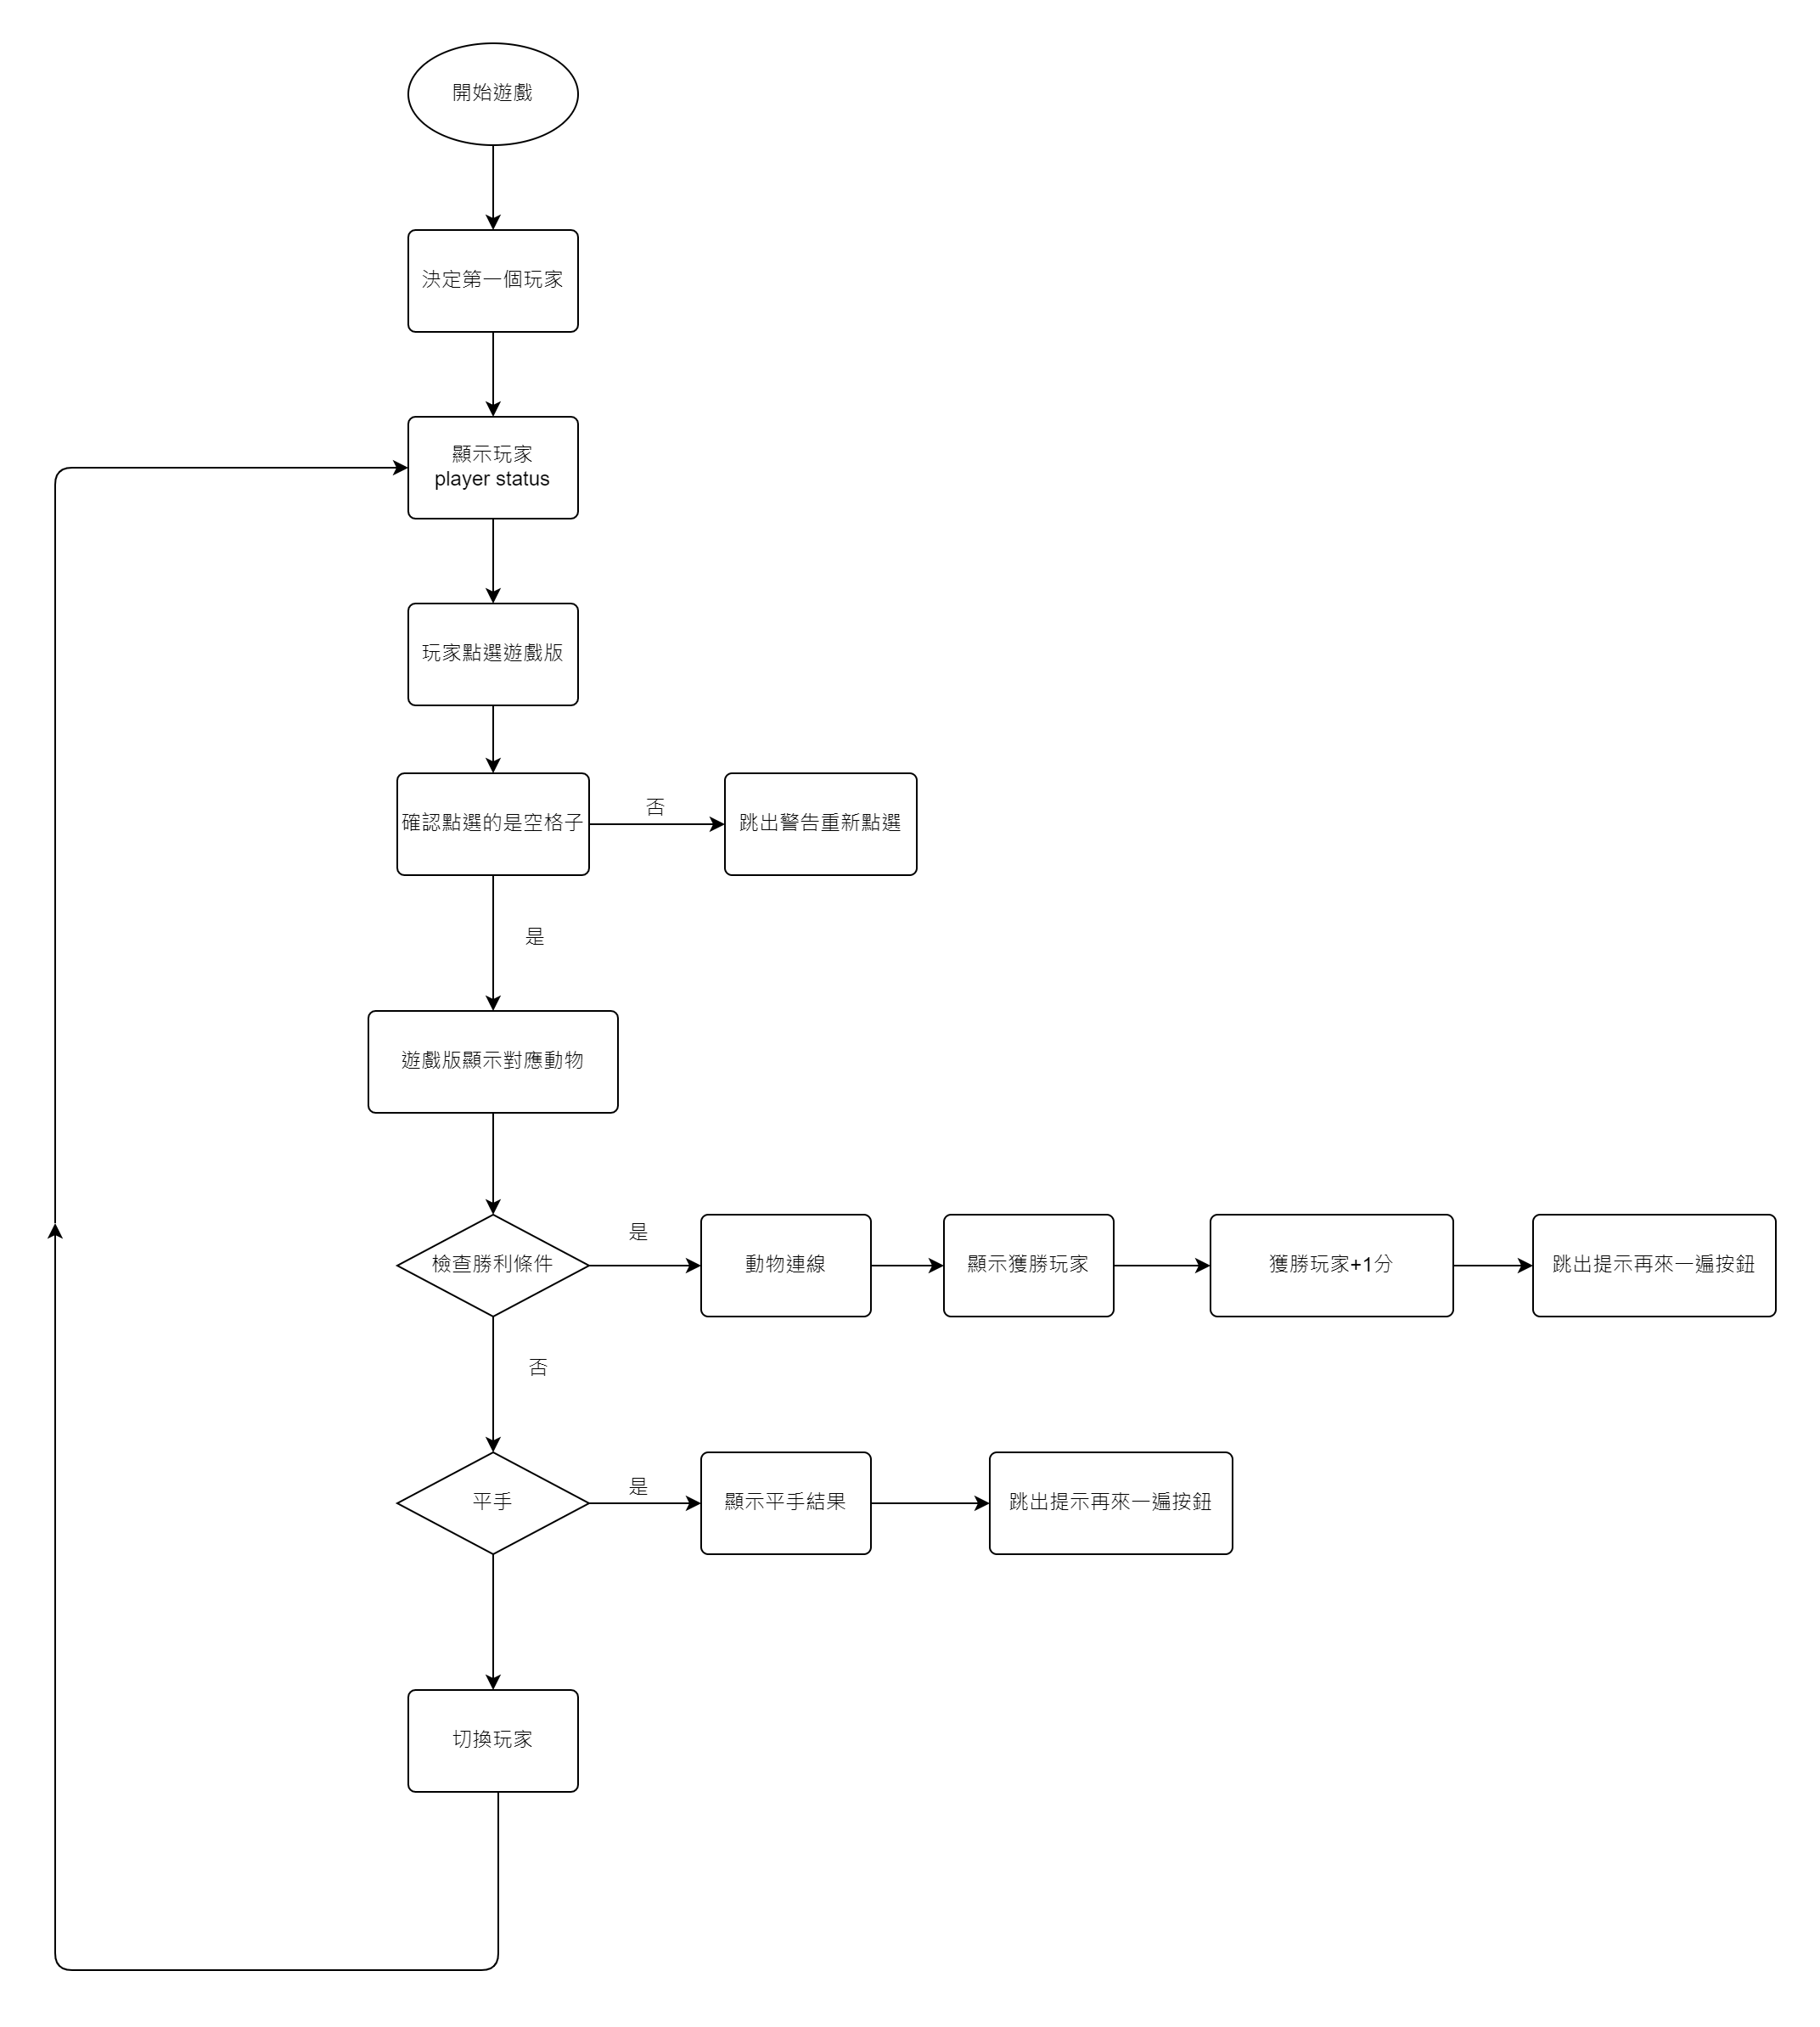 開始遊戲
決定第一個玩家
顯示玩家
player status
玩家點選遊戲版
確認點選的是空格子
否
跳出警告重新點選
是
遊戲版顯示對應動物
檢查勝利條件
是
動物連線
顯示獲勝玩家
獲勝玩家+1分
跳出提示再來一遍按鈕
否
平手
是
顯示平手結果
跳出提示再來一遍按鈕
切換玩家